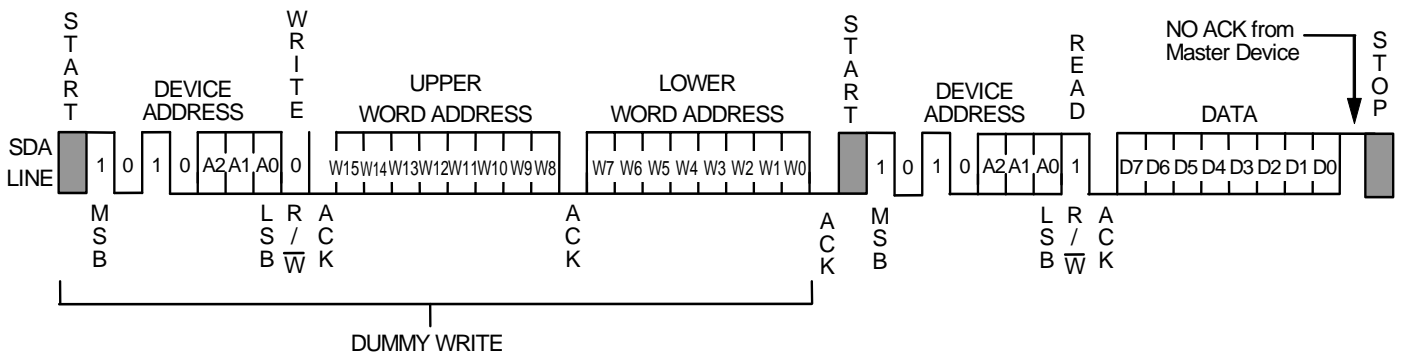 START
DEVICE
ADDRESS
WRITE
UPPER
WORD ADDRESS
LOWER
WORD ADDRESS
START
DEVICE
ADDRESS
READ
DATA
NO ACK from
Master Device
STOP
SDA
LINE
1 0 1 0 A2 A1 A0 0 W15 W14 W13 W12 W11 W10 W9 W8 W7 W6 W5 W4 W3 W2 W1 W0 1 0 1 0 A2 A1 A0 1 D7 D6 D5 D4 D3 D2 D1 D0
MSB
LSB
R/W̅
ACK
ACK
ACK
MSB
LSB
R/W̅
ACK
DUMMY WRITE